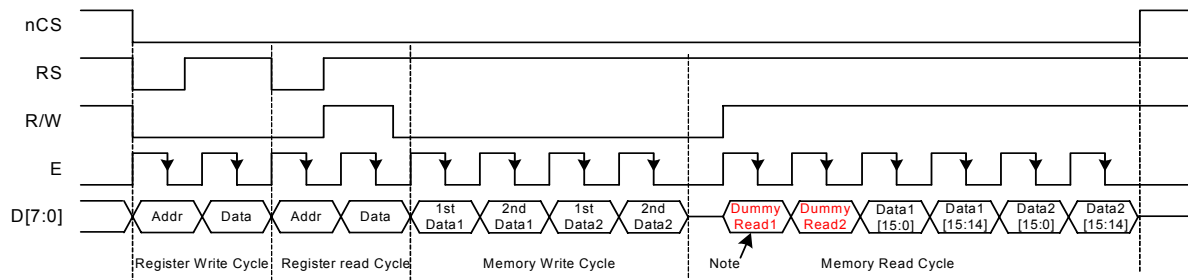 nCS
RS
R/W
E
D[7:0]
Addr
Data
Addr
Data
1st
Data1
2nd
Data1
1st
Data2
2nd
Data2
Dummy
Read1
Dummy
Read2
Data1
[15:0]
Data1
[15:14]
Data2
[15:0]
Data2
[15:14]
Register Write Cycle
Register read Cycle
Memory Write Cycle
Note
Memory Read Cycle